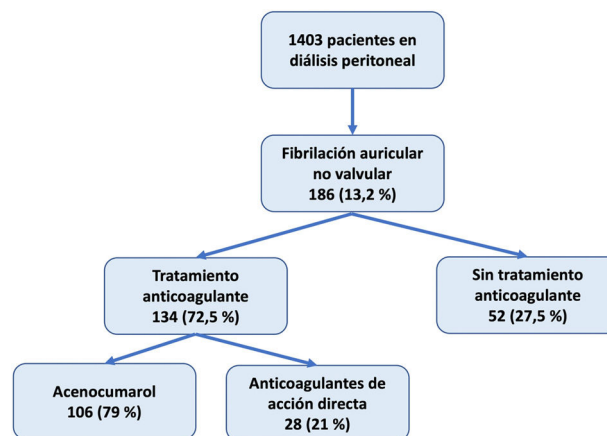 1403 pacientes en
diálisis peritoneal
Fibrilación auricular
no valvular
186 (13,2 %)
Tratamiento
anticoagulante
134 (72,5 %)
Sin tratamiento
anticoagulante
52 (27,5 %)
Acenocumarol
106 (79 %)
Anticoagulantes de
acción directa
28 (21 %)